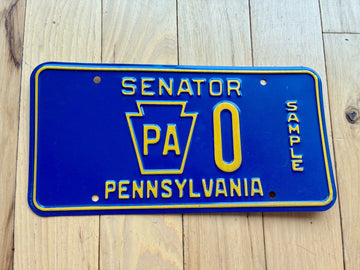 SENATOR
PA 0
SAMPLE
PENNSYLVANIA